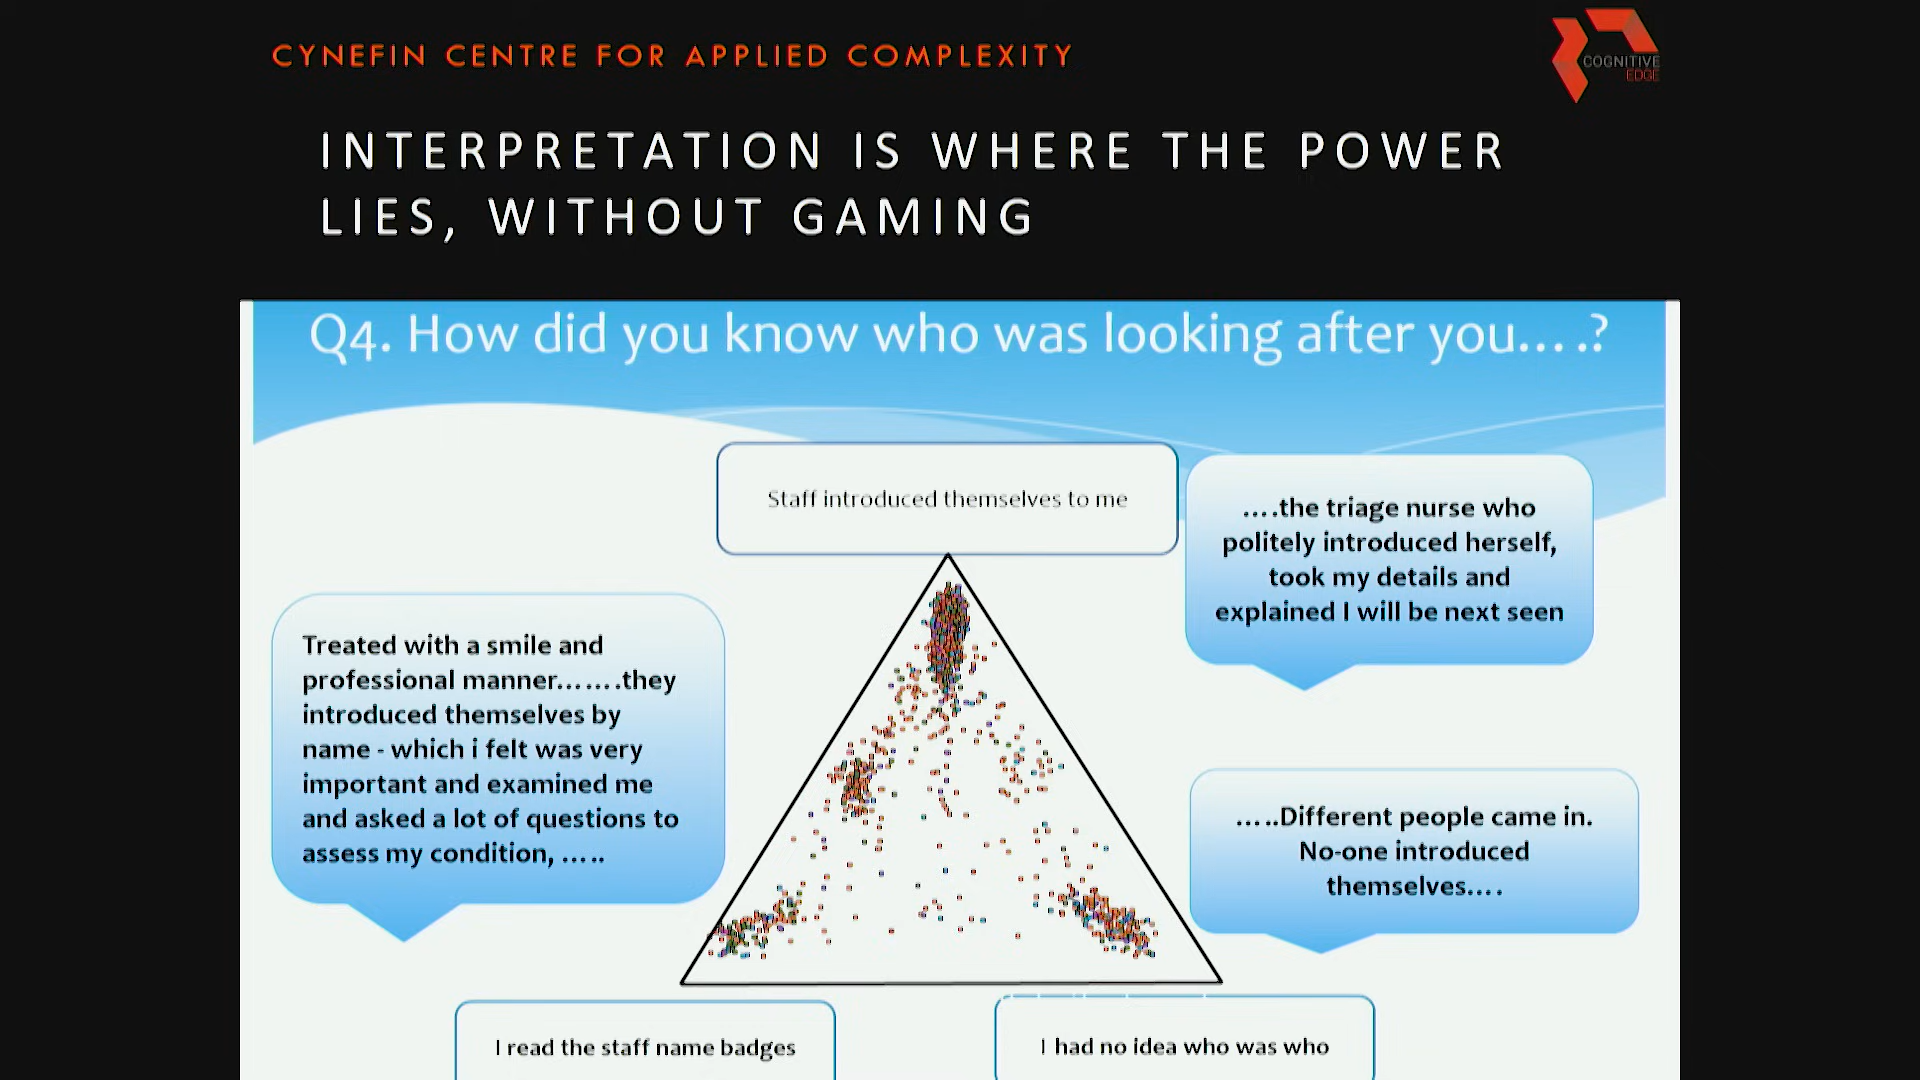 CYNEFIN CENTRE FOR APPLIED COMPLEXITY
COGNITIVE
EDGE
INTERPRETATION IS WHERE THE POWER
LIES, WITHOUT GAMING
Q4. How did you know who was looking after you….?
Staff introduced themselves to me
….the triage nurse who
politely introduced herself,
took my details and
explained I will be next seen
Treated with a smile and
professional manner…….they
introduced themselves by
name - which i felt was very
important and examined me
and asked a lot of questions to
assess my condition, …..
…..Different people came in.
No-one introduced
themselves….
I read the staff name badges
I had no idea who was who